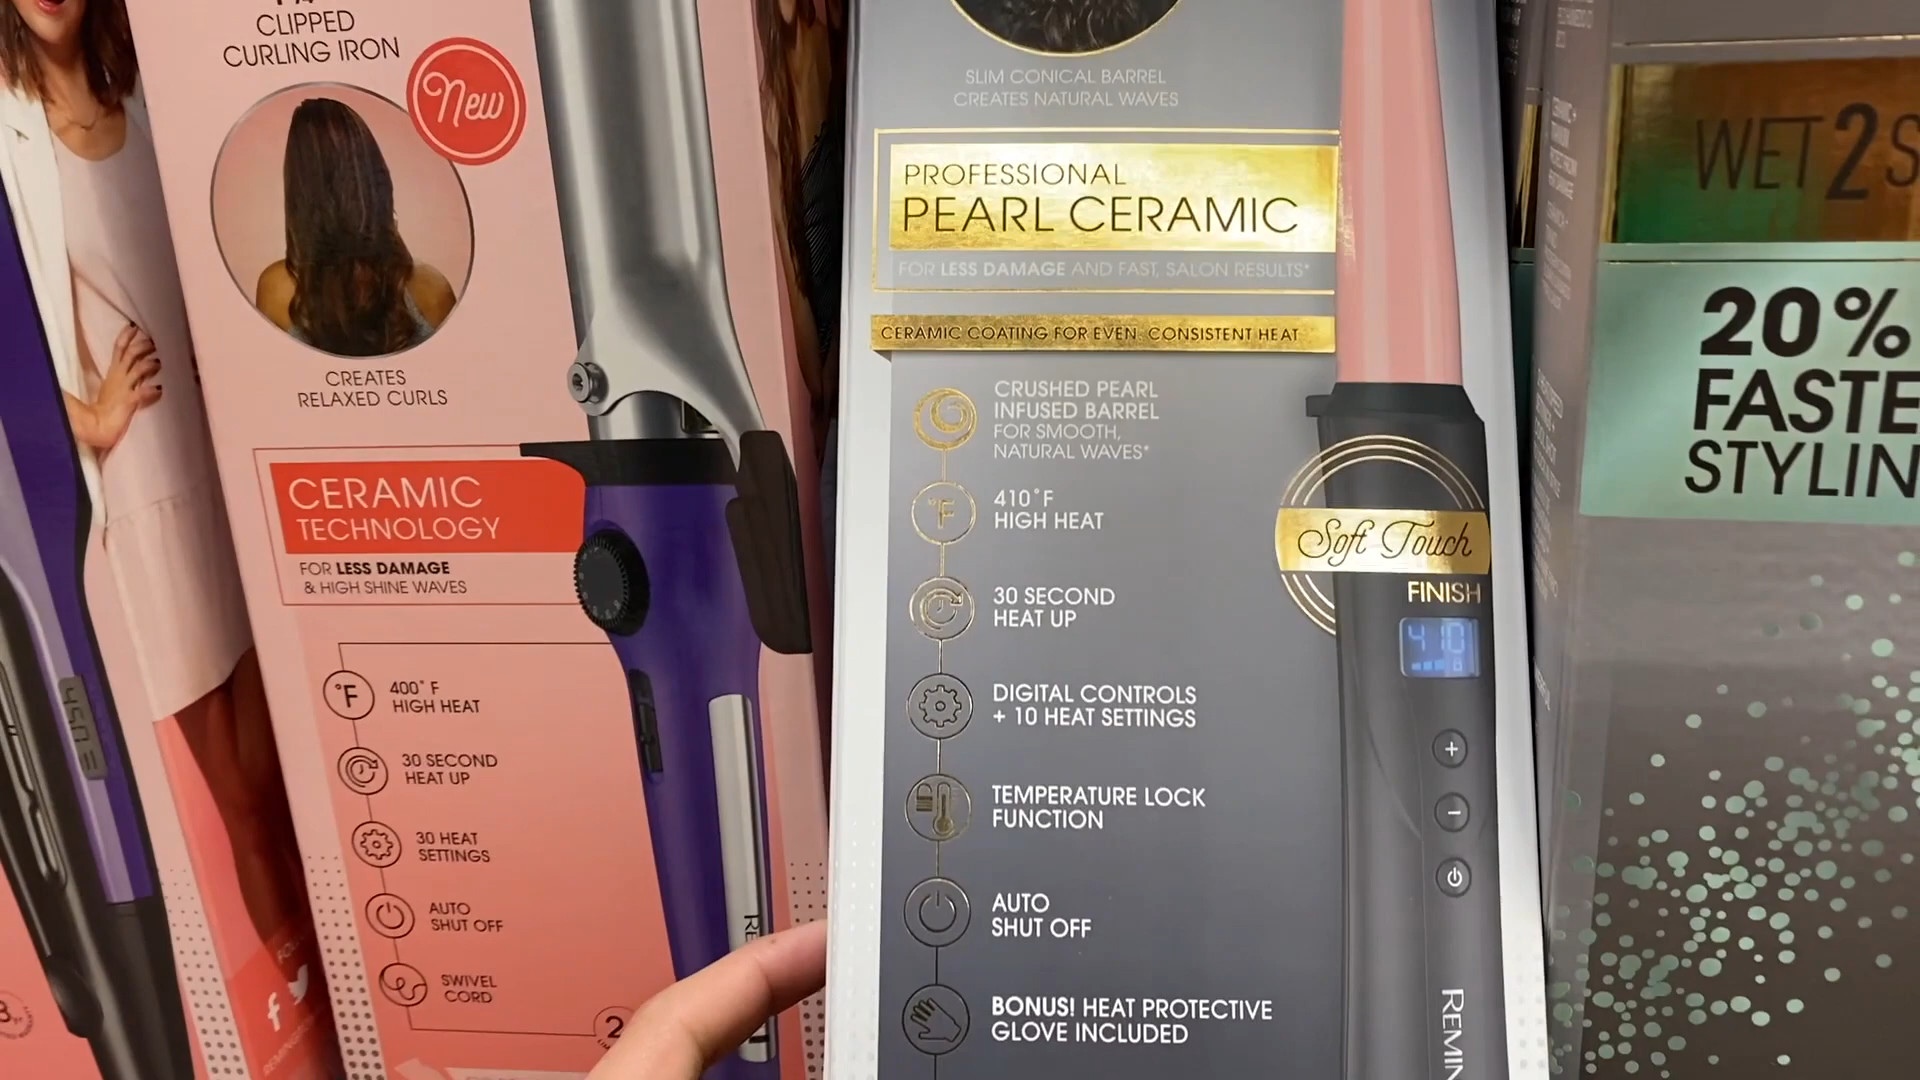 CLIPPED
CURLING IRON
New
CREATES
RELAXED CURLS
CERAMIC
TECHNOLOGY
FOR LESS DAMAGE
& HIGH SHINE WAVES
°F
400° F
HIGH HEAT
30 SECOND
HEAT UP
30 HEAT
SETTINGS
AUTO
SHUT OFF
SWIVEL
CORD
2
450
SLIM CONICAL BARREL
CREATES NATURAL WAVES
PROFESSIONAL
PEARL CERAMIC
FOR LESS DAMAGE AND FAST, SALON RESULTS*
CERAMIC COATING FOR EVEN, CONSISTENT HEAT
CRUSHED PEARL
INFUSED BARREL
FOR SMOOTH,
NATURAL WAVES*
°F
410°F
HIGH HEAT
30 SECOND
HEAT UP
DIGITAL CONTROLS
+ 10 HEAT SETTINGS
TEMPERATURE LOCK
FUNCTION
AUTO
SHUT OFF
BONUS! HEAT PROTECTIVE
GLOVE INCLUDED
Soft Touch
FINISH
410
+
-
REMIN
WET2S
20%
FASTE
STYLIN